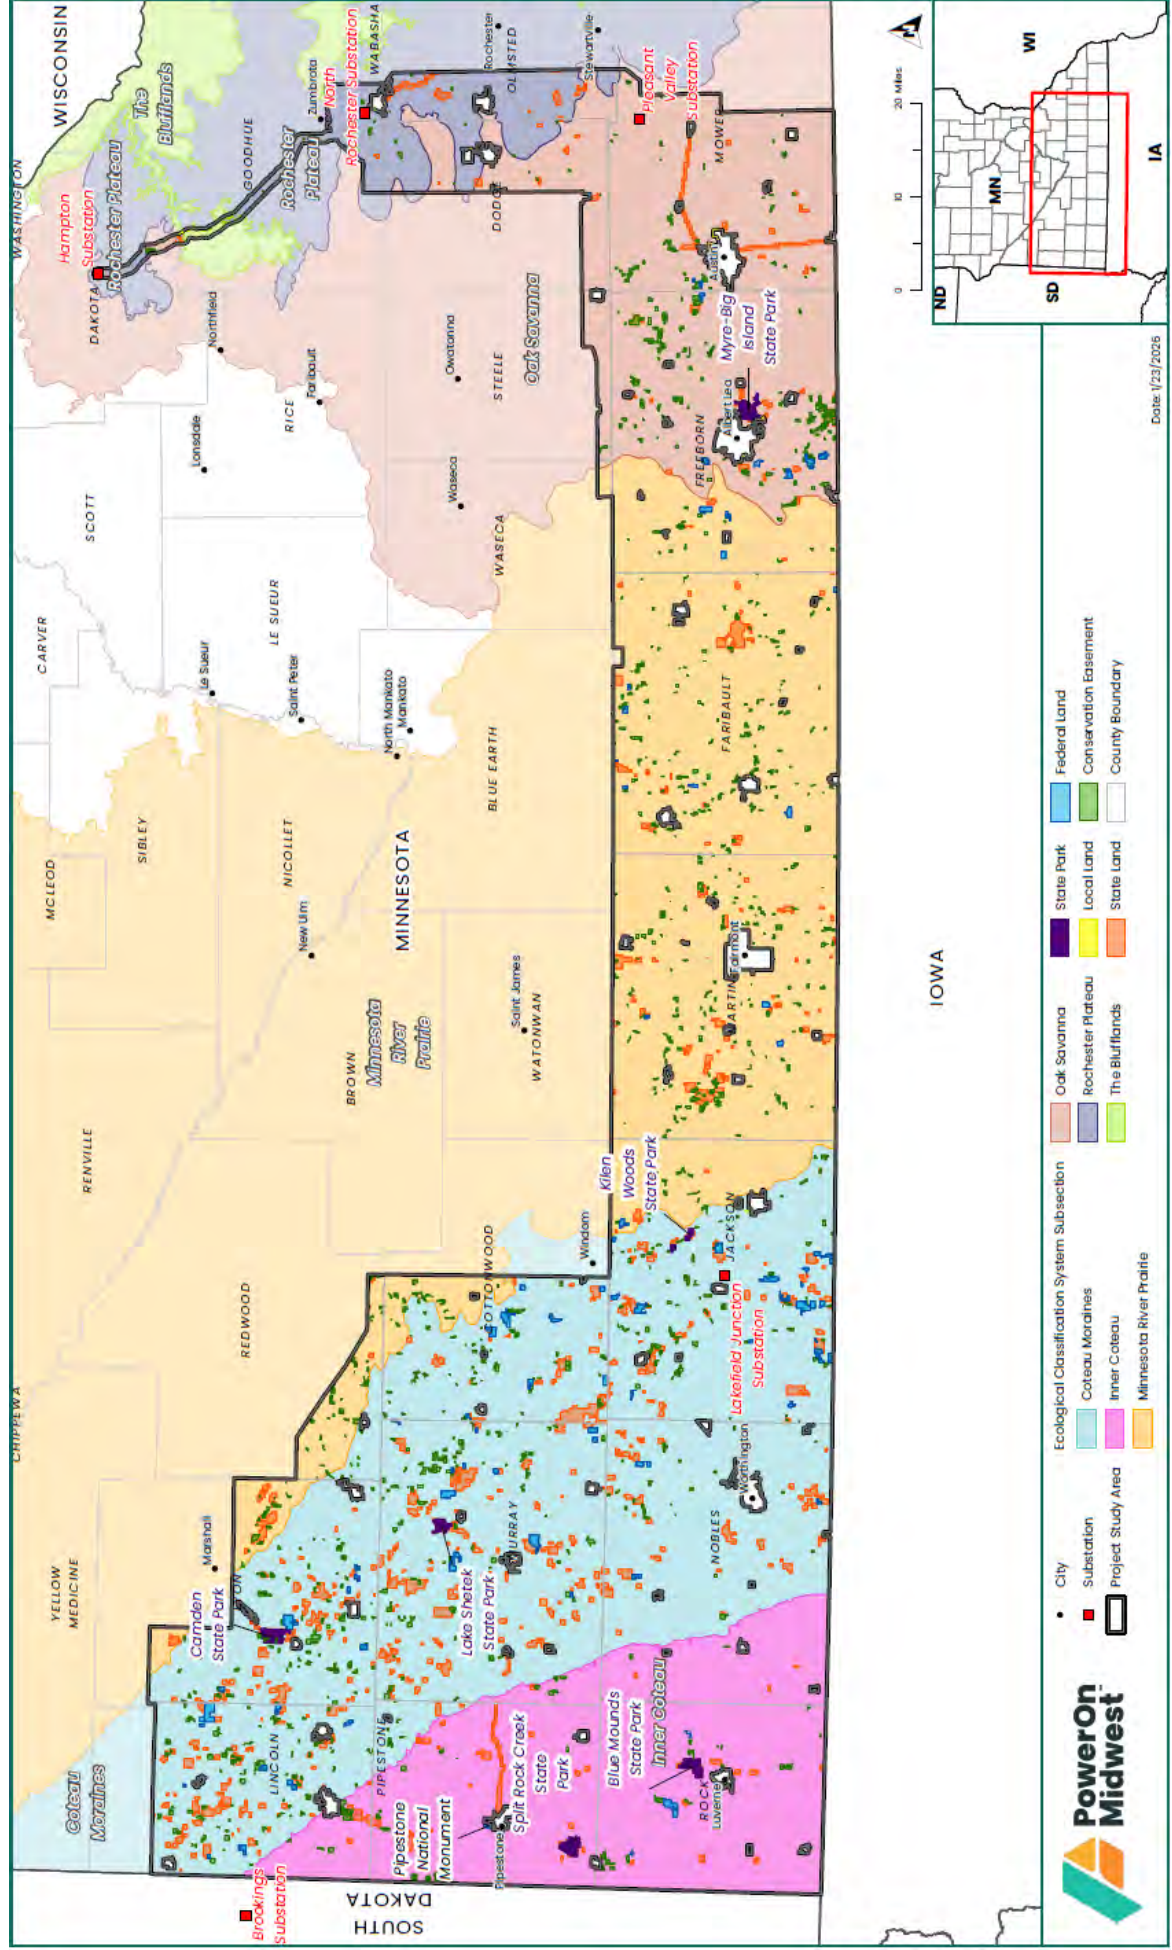 WISCONSIN
WASHINGTON
The
Blufflands
Hampton
Substation
Rochester Plateau
DAKOTA
GOODHUE
Rochester
Plateau
Zumbrota
North
Rochester Substation
WABASHA
Rochester
OLMSTED
Stewartville
Pleasant
Valley
Substation
MOWER
DODGE
Northfield
Lonsdale
Faribault
RICE
Owatonna
STEELE
Oak Savanna
Austin
Myre-Big
Island
State Park
Albert Lea
FREEBORN
SCOTT
CARVER
LE SUEUR
Le Sueur
Saint Peter
Waseca
WASECA
North Mankato
Mankato
BLUE EARTH
FARIBAULT
MCLEOD
SIBLEY
NICOLLET
New Ulm
MINNESOTA
BROWN
Minnesota
River
Prairie
Saint James
WATONWAN
Fairmont
MARTIN
RENVILLE
REDWOOD
COTTONWOOD
Windom
Kilen
Woods
State Park
JACKSON
Lakefield Junction
Substation
CHIPPEWA
YELLOW
MEDICINE
Marshall
LYON
Camden
State Park
Lake Shetek
State Park
MURRAY
NOBLES
Worthington
Coteau
Moraines
LINCOLN
PIPESTONE
Pipestone
National
Monument
Pipestone
Split Rock Creek
State
Park
Blue Mounds
State Park
Inner Coteau
ROCK
Luverne
Brookings
Substation
SOUTH
DAKOTA
IOWA
N
0 10 20 Miles
ND
MN
WI
SD
IA
PowerOn
Midwest
City
Substation
Project Study Area
Ecological Classification System Subsection
Coteau Moraines
Inner Coteau
Minnesota River Prairie
Oak Savanna
Rochester Plateau
The Blufflands
State Park
Local Land
State Land
Federal Land
Conservation Easement
County Boundary
Date: 1/23/2026